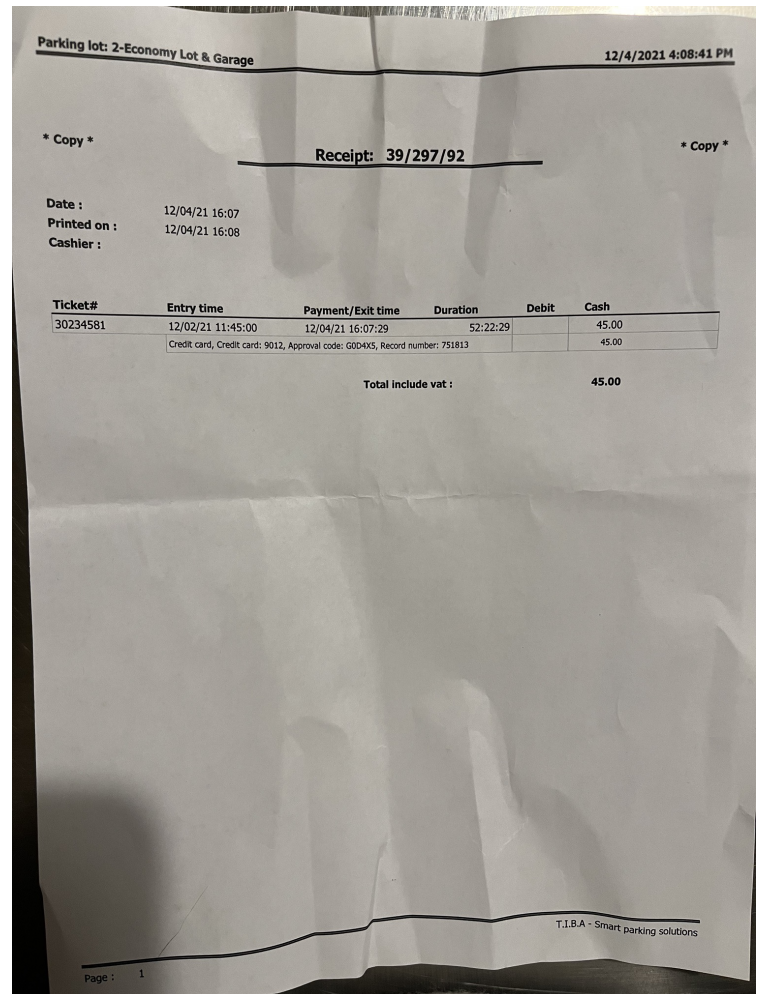 Parking lot: 2-Economy Lot & Garage 12/4/2021 4:08:41 PM
* Copy * * Copy *
Receipt: 39/297/92
Date : 12/04/21 16:07
Printed on : 12/04/21 16:08
Cashier :
Ticket# Entry time Payment/Exit time Duration Debit Cash
30234581 12/02/21 11:45:00 12/04/21 16:07:29 52:22:29 45.00
Credit card, Credit card: 9012, Approval code: G0D4X5, Record number: 751813 45.00
Total include vat : 45.00
T.I.B.A - Smart parking solutions
Page : 1